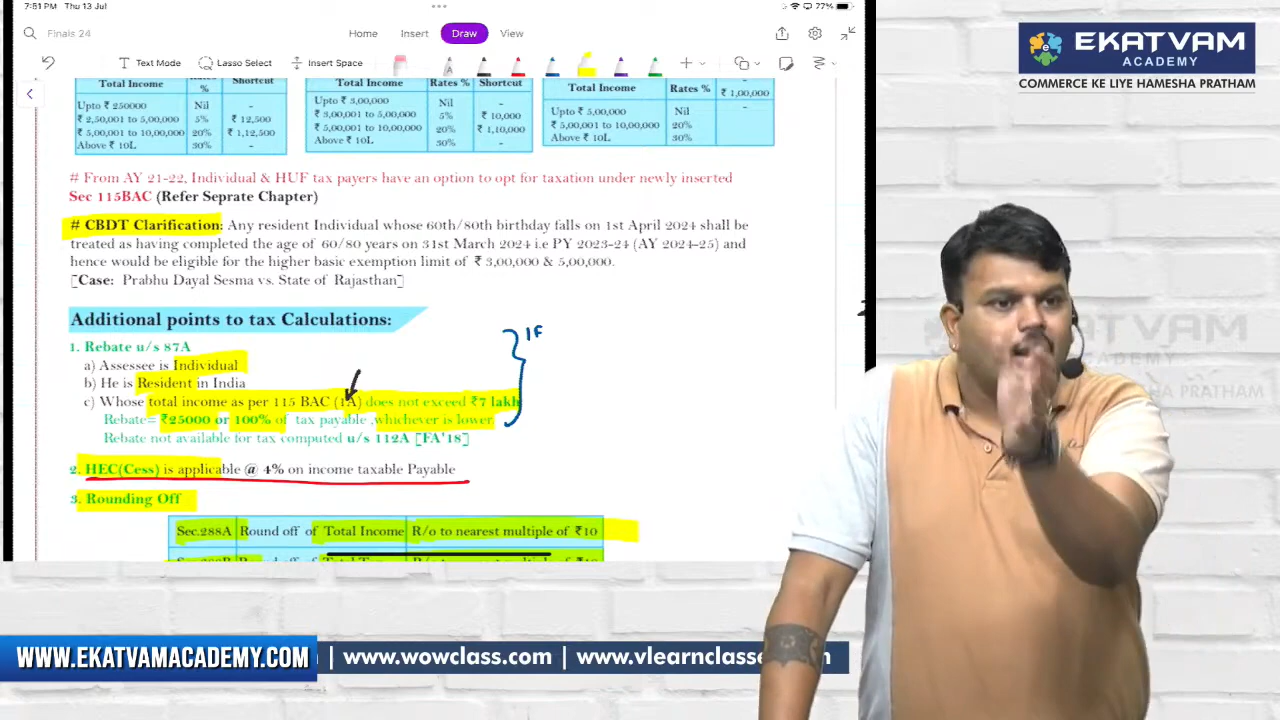 7:51 PM Thu 13 Jul
77%
Finals 24
Home Insert Draw View
Text Mode Lasso Select Insert Space
Total Income % Shortcut
Upto ₹ 250000 Nil -
₹ 2,50,001 to 5,00,000 5% ₹ 12,500
₹ 5,00,001 to 10,00,000 20% ₹ 1,12,500
Above ₹ 10L 30% -
Total Income Rates % Shortcut
Upto ₹ 3,00,000 Nil -
₹ 3,00,001 to 5,00,000 5% ₹ 10,000
₹ 5,00,001 to 10,00,000 20% ₹ 1,10,000
Above ₹ 10L 30% -
Total Income Rates % - ₹ 1,00,000
Upto ₹ 5,00,000 Nil -
₹ 5,00,001 to 10,00,000 20%
Above ₹ 10L 30%
# From AY 21-22, Individual & HUF tax payers have an option to opt for taxation under newly inserted
Sec 115BAC (Refer Seprate Chapter)
# CBDT Clarification: Any resident Individual whose 60th/80th birthday falls on 1st April 2024 shall be
treated as having completed the age of 60/80 years on 31st March 2024 i.e PY 2023-24 (AY 2024-25) and
hence would be eligible for the higher basic exemption limit of ₹ 3,00,000 & 5,00,000.
[Case: Prabhu Dayal Sesma vs. State of Rajasthan]
Additional points to tax Calculations:
1. Rebate u/s 87A
a) Assessee is Individual
b) He is Resident in India
c) Whose total income as per 115 BAC (1A) does not exceed ₹7 lakh
Rebate= ₹25000 or 100% of tax payable ,whichever is lower.
Rebate not available for tax computed u/s 112A [FA'18]
IF
2. HEC(Cess) is applicable @ 4% on income taxable Payable
3. Rounding Off
Sec.288A Round off of Total Income R/o to nearest multiple of ₹10
EKATVAM
ACADEMY
COMMERCE KE LIYE HAMESHA PRATHAM
EKATVAM
WWW.EKATVAMACADEMY.COM | www.wowclass.com |